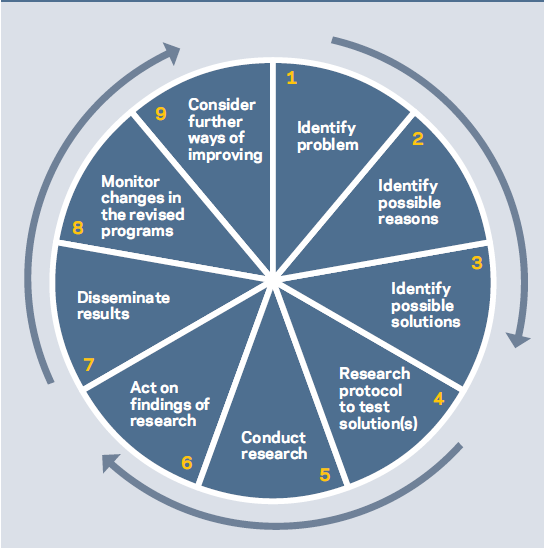 1
Identify
problem
2
Identify
possible
reasons
3
Identify
possible
solutions
4
Research
protocol
to test
solution(s)
5
Conduct
research
6
Act on
findings of
research
7
Disseminate
results
8
Monitor
changes in
the revised
programs
9
Consider
further
ways of
improving